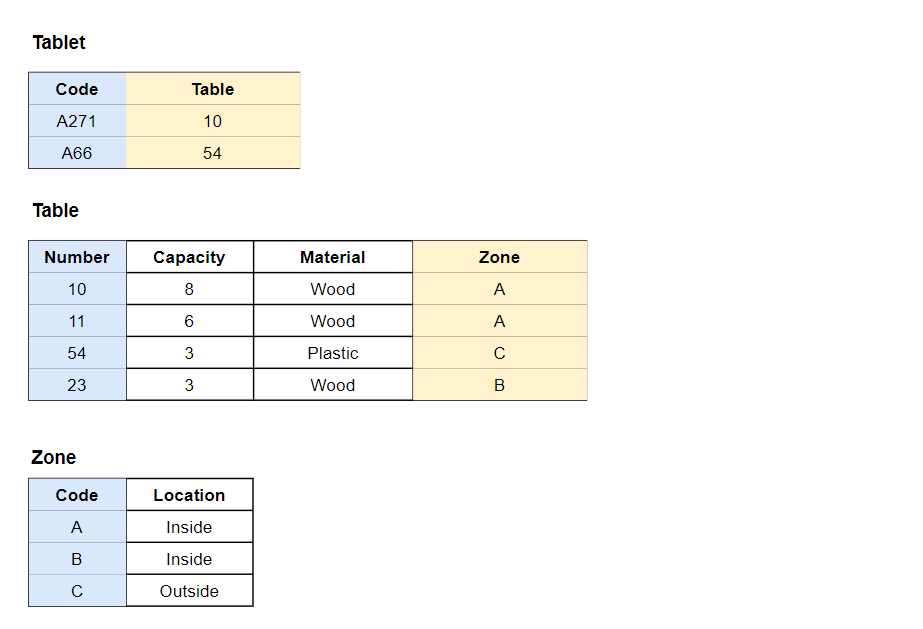 Tablet
Code Table
A271 10
A66 54
Table
Number Capacity Material Zone
10 8 Wood A
11 6 Wood A
54 3 Plastic C
23 3 Wood B
Zone
Code Location
A Inside
B Inside
C Outside